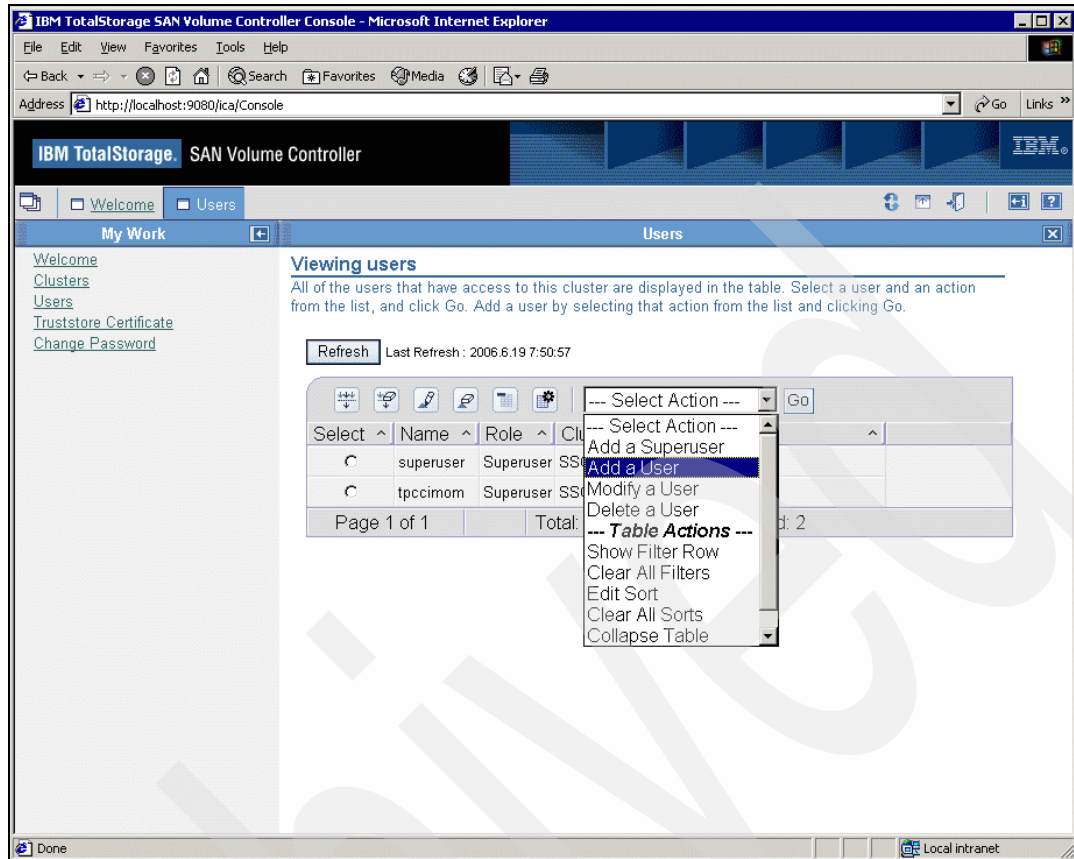 IBM TotalStorage SAN Volume Controller Console - Microsoft Internet Explorer
File Edit View Favorites Tools Help
Back Search Favorites Media
Address http://localhost:9080/ica/Console Go Links »
IBM TotalStorage. SAN Volume Controller IBM®
Welcome Users
My Work Users
Welcome
Clusters
Users
Truststore Certificate
Change Password
Viewing users
All of the users that have access to this cluster are displayed in the table. Select a user and an action
from the list, and click Go. Add a user by selecting that action from the list and clicking Go.
Refresh Last Refresh : 2006.6.19 7:50:57
--- Select Action --- Go
Select ^ Name ^ Role ^ ^
superuser Superuser
tpccimom Superuser
Page 1 of 1 Total: 2
--- Select Action ---
Add a Superuser
Add a User
Modify a User
Delete a User
--- Table Actions ---
Show Filter Row
Clear All Filters
Edit Sort
Clear All Sorts
Collapse Table
Done Local intranet